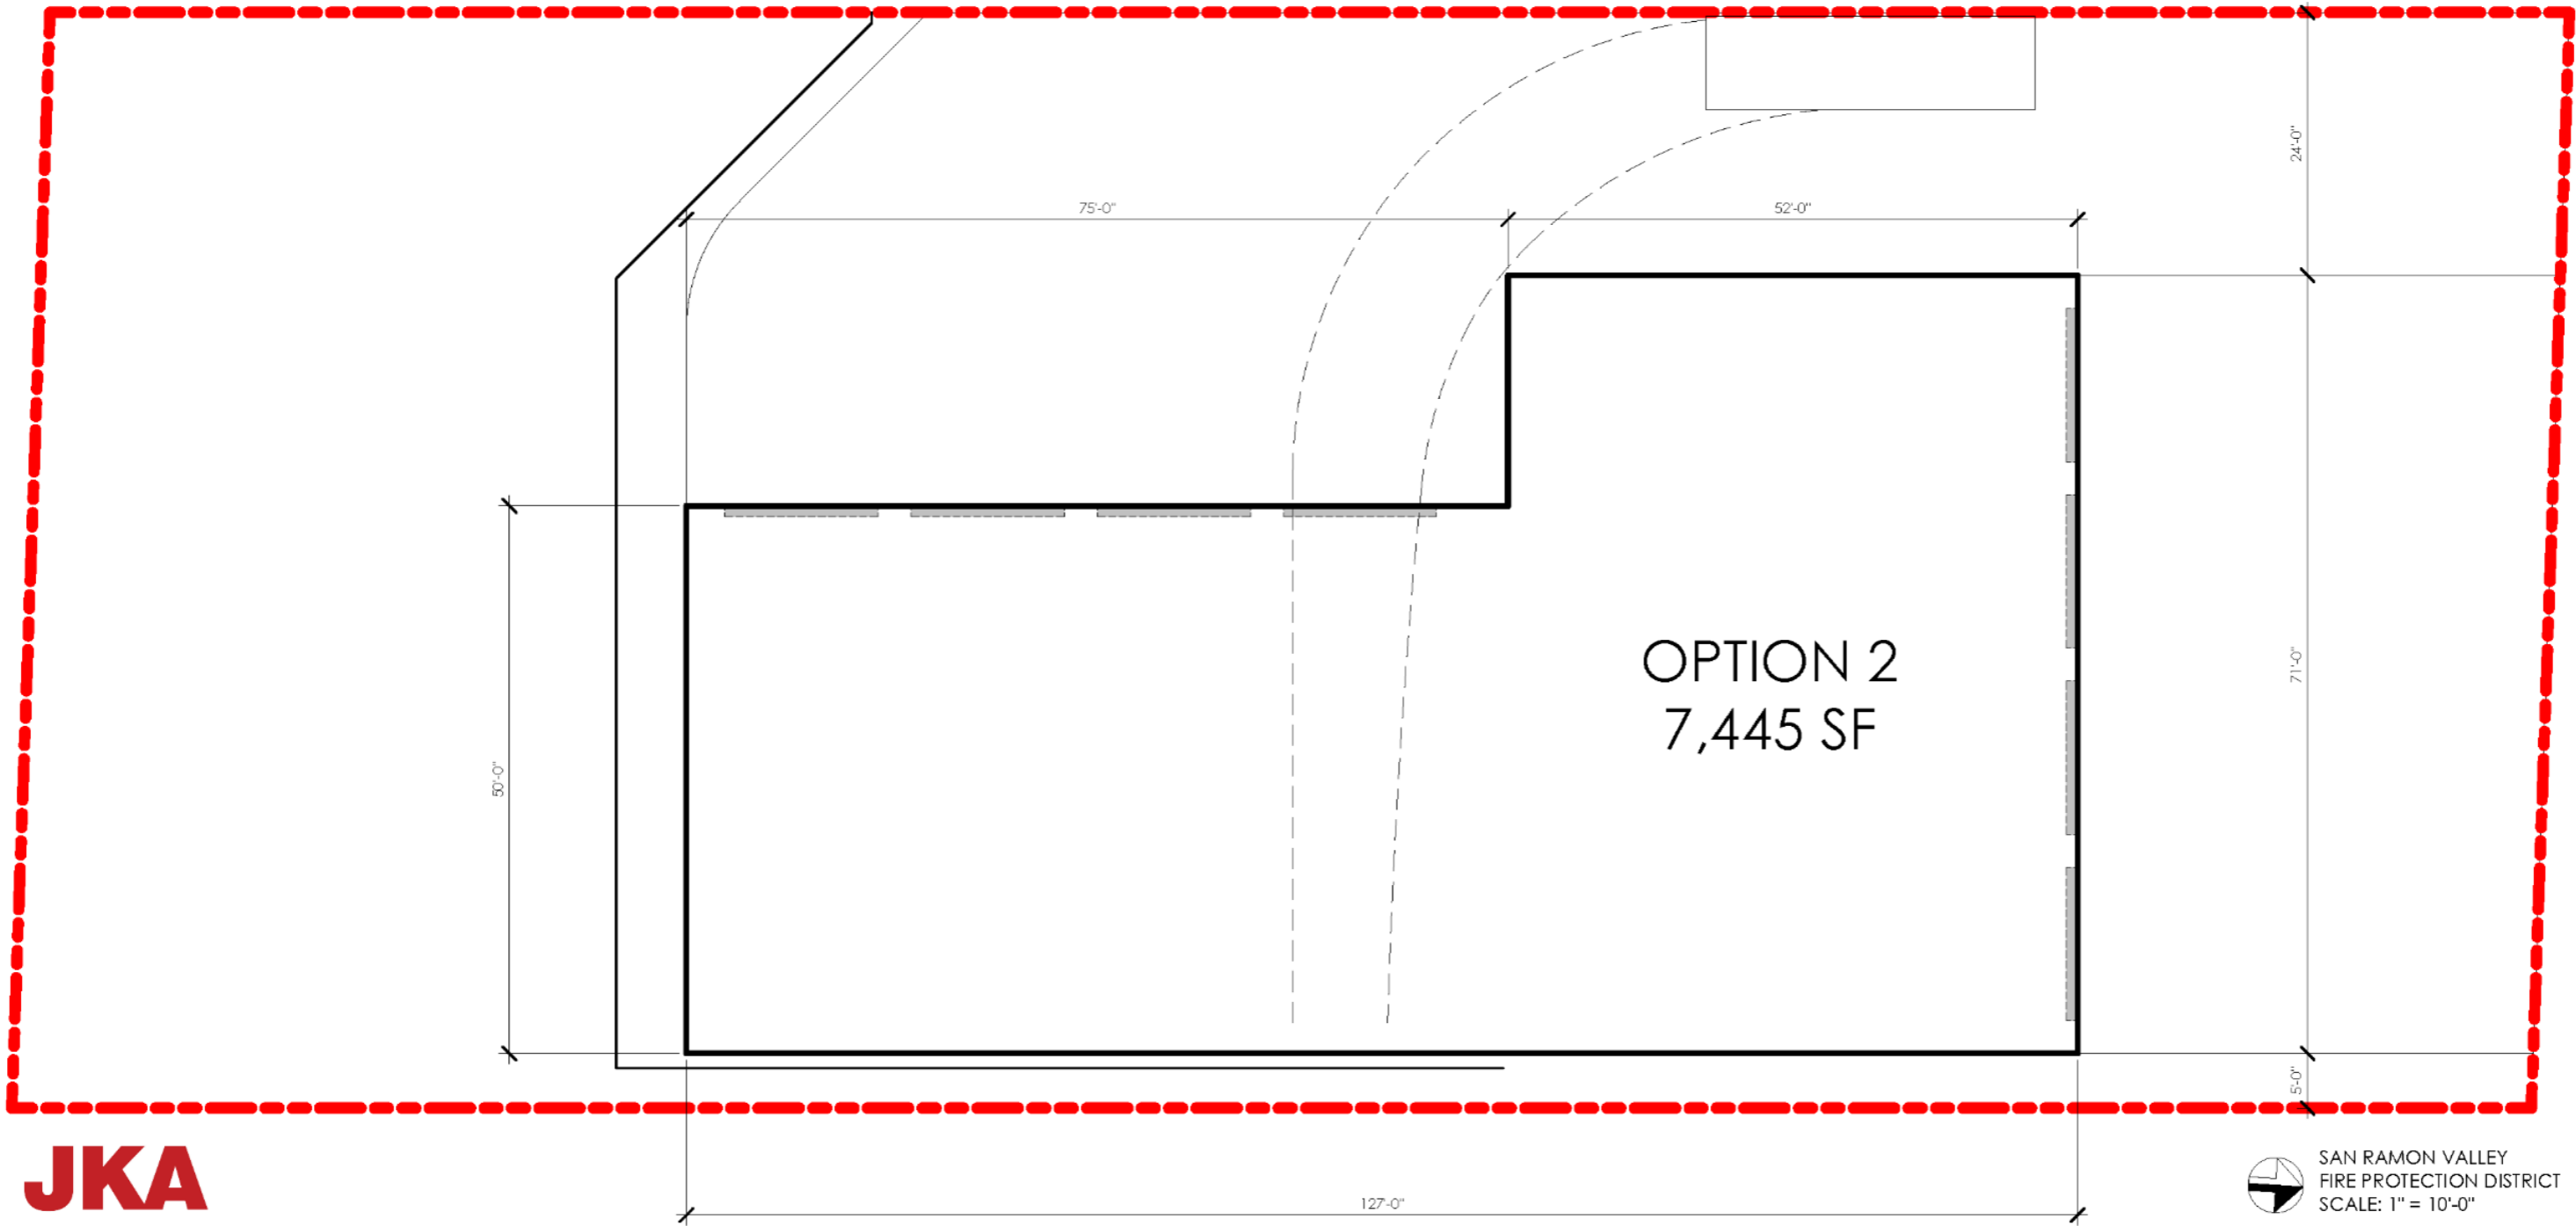 24'-0"
75'-0"
52'-0"
OPTION 2
7,445 SF
71'-0"
50'-0"
5'-0"
127'-0"
JKA
SAN RAMON VALLEY
FIRE PROTECTION DISTRICT
SCALE: 1" = 10'-0"